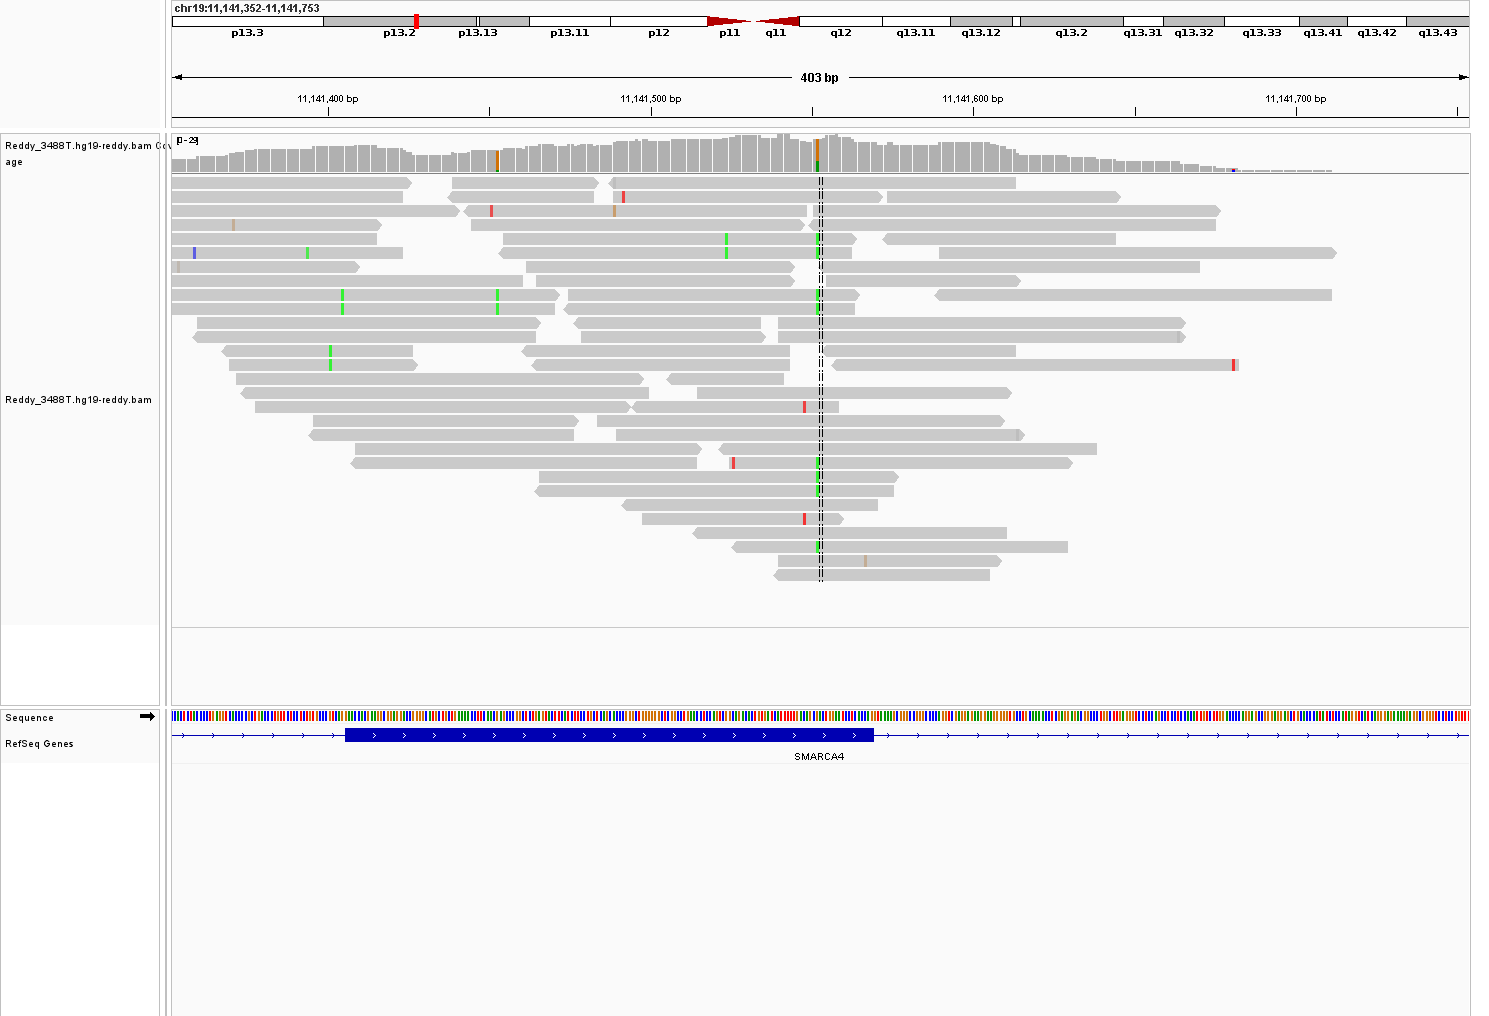 chr19:11,141,352-11,141,753
p13.3 p13.2 p13.13 p13.11 p12 p11 q11 q12 q13.11 q13.12 q13.2 q13.31 q13.32 q13.33 q13.41 q13.42 q13.43
403 bp
11,141,400 bp 11,141,500 bp 11,141,600 bp 11,141,700 bp
[0-29]
Reddy_3488T.hg19-reddy.bam Cov
age
Reddy_3488T.hg19-reddy.bam
Sequence
RefSeq Genes
SMARCA4